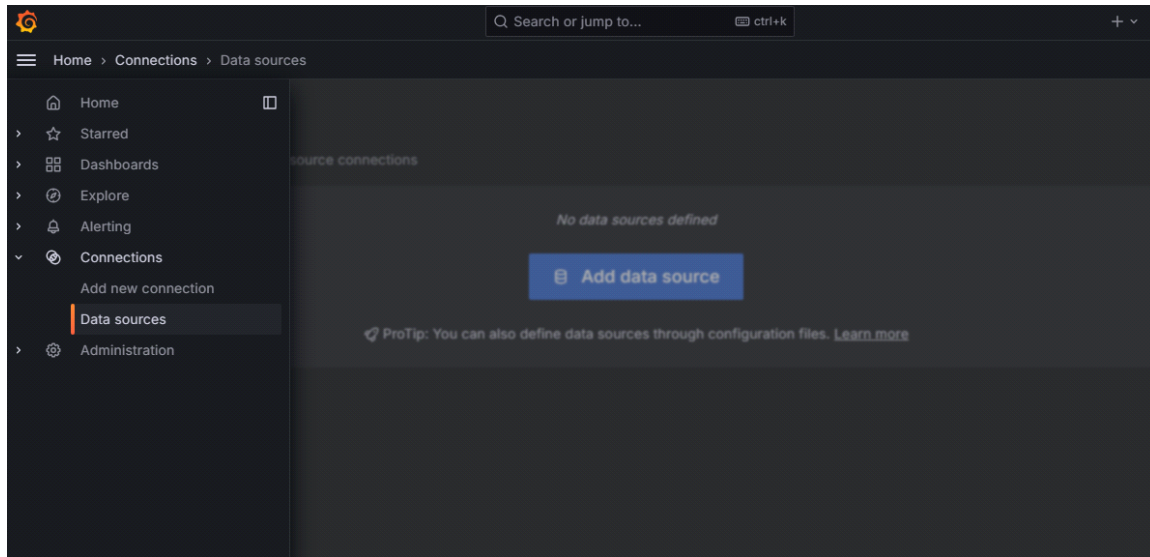 Search or jump to... ctrl+k
Home › Connections › Data sources
Home
Starred
Dashboards
Explore
Alerting
Connections
Add new connection
Data sources
Administration
source connections
No data sources defined
Add data source
ProTip: You can also define data sources through configuration files. Learn more